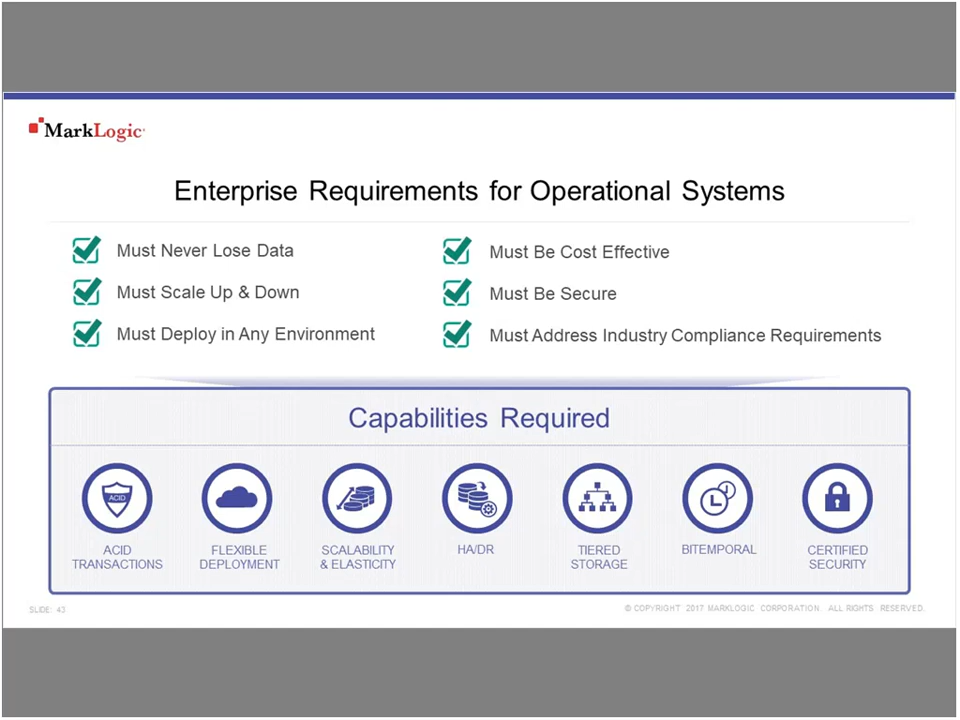 MarkLogic
Enterprise Requirements for Operational Systems
Must Never Lose Data
Must Scale Up & Down
Must Deploy in Any Environment
Must Be Cost Effective
Must Be Secure
Must Address Industry Compliance Requirements
Capabilities Required
ACID
ACID
TRANSACTIONS
FLEXIBLE
DEPLOYMENT
SCALABILITY
& ELASTICITY
HA/DR
TIERED
STORAGE
BITEMPORAL
CERTIFIED
SECURITY
SLIDE: 43
© COPYRIGHT 2017 MARKLOGIC CORPORATION. ALL RIGHTS RESERVED.